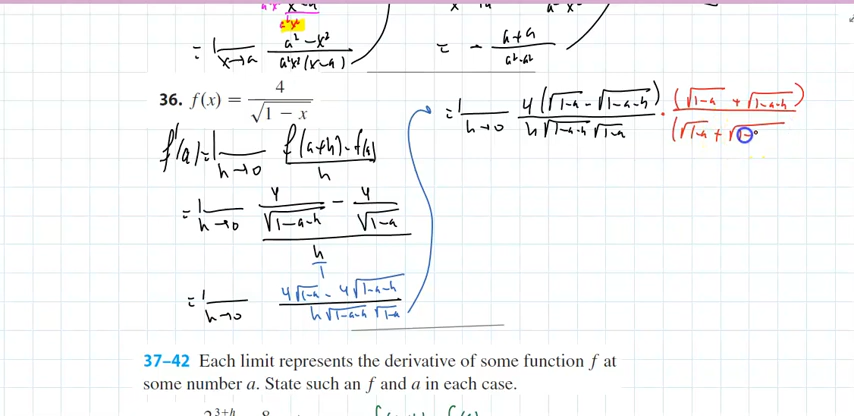 = lim x→a (a² - x²) / (a²x²(x-a))
= - (a+a) / (a²·a²)
36. f(x) = 4 / √(1 − x)
f'(a) = lim h→0 (f(a+h) - f(a)) / h
= lim h→0 (4/√(1-a-h) - 4/√(1-a)) / (h/1)
= lim h→0 (4√(1-a) - 4√(1-a-h)) / (h√(1-a-h) √(1-a))
= lim h→0 4(√(1-a) - √(1-a-h)) / (h√(1-a-h) √(1-a)) · (√(1-a) + √(1-a-h)) / (√(1-a) + √(1-
37–42 Each limit represents the derivative of some function f at
some number a. State such an f and a in each case.